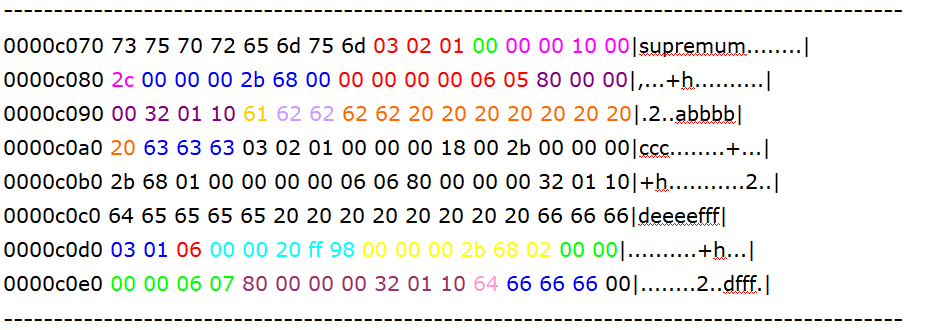 --------------------------------------------------------------------------
0000c070 73 75 70 72 65 6d 75 6d 03 02 01 00 00 00 10 00|supremum........|
0000c080 2c 00 00 00 2b 68 00 00 00 00 00 06 05 80 00 00|,...+h..........|
0000c090 00 32 01 10 61 62 62 62 62 20 20 20 20 20 20 20|.2..abbbb|
0000c0a0 20 63 63 63 03 02 01 00 00 00 18 00 2b 00 00 00|ccc........+...|
0000c0b0 2b 68 01 00 00 00 00 06 06 80 00 00 00 32 01 10|+h...........2..|
0000c0c0 64 65 65 65 65 20 20 20 20 20 20 20 20 66 66 66|deeeefff|
0000c0d0 03 01 06 00 00 20 ff 98 00 00 00 2b 68 02 00 00|..........+h...|
0000c0e0 00 00 06 07 80 00 00 00 32 01 10 64 66 66 66 00|........2..dfff.|
--------------------------------------------------------------------------